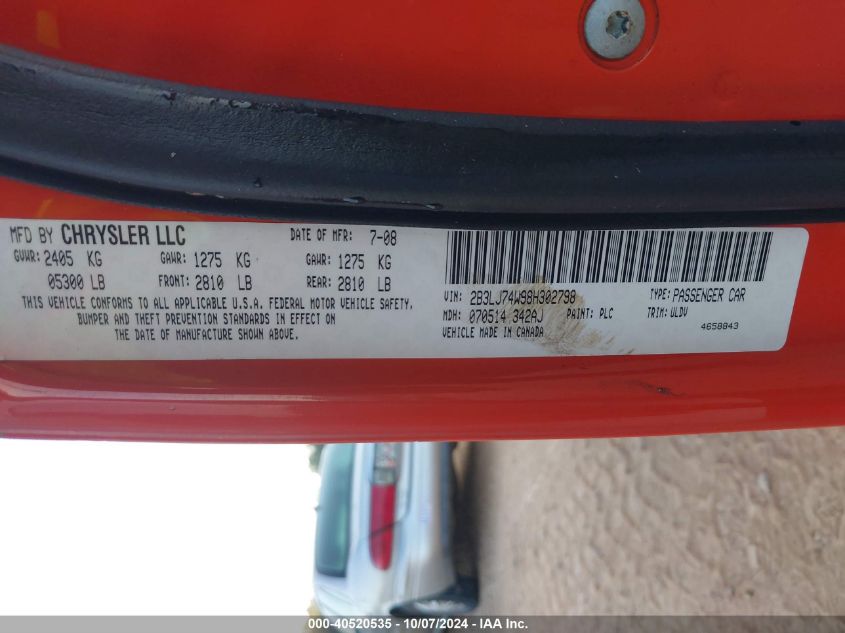 MFD BY CHRYSLER LLC DATE OF MFR: 7-08
GVWR: 2405 KG GAWR: 1275 KG GAWR: 1275 KG
05300 LB FRONT: 2810 LB REAR: 2810 LB
THIS VEHICLE CONFORMS TO ALL APPLICABLE U.S.A. FEDERAL MOTOR VEHICLE SAFETY,
BUMPER AND THEFT PREVENTION STANDARDS IN EFFECT ON
THE DATE OF MANUFACTURE SHOWN ABOVE.
VIN: 2B3LJ74W98H302798 TYPE: PASSENGER CAR
MDH: 070514 342AJ PAINT: PLC TRIM: ULDV
VEHICLE MADE IN CANADA 4658843
000-40520535 - 10/07/2024 - IAA Inc.